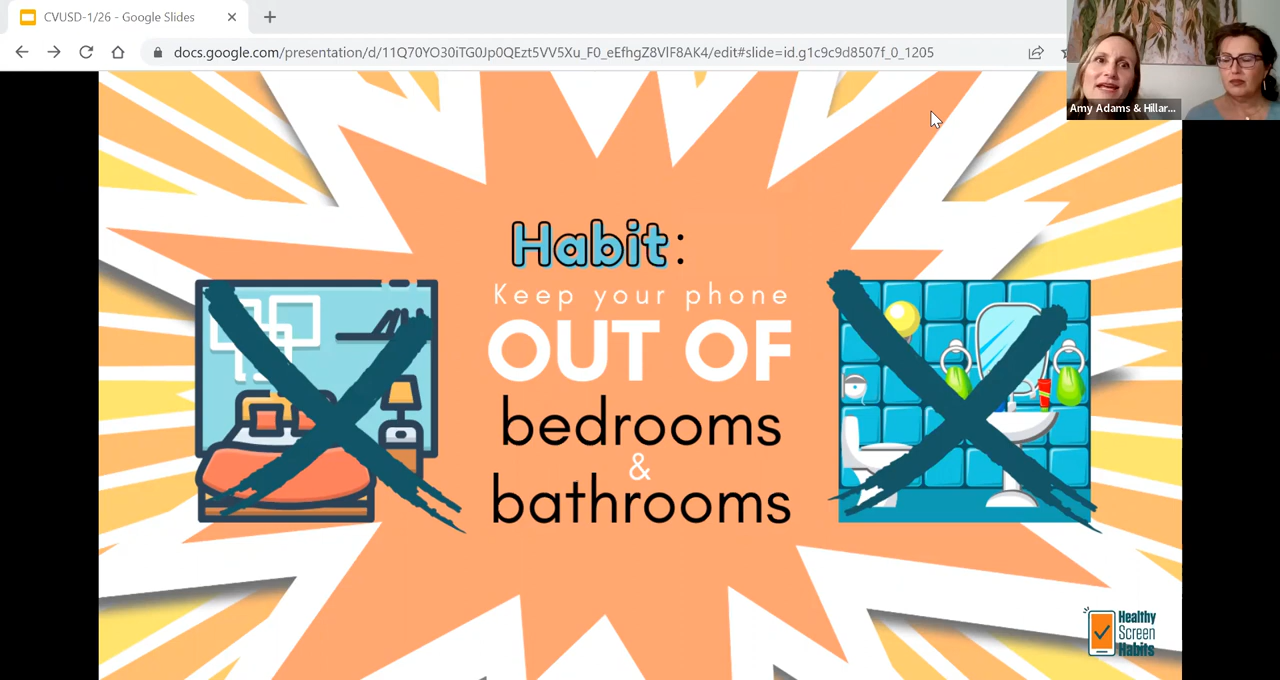 CVUSD-1/26 - Google Slides
docs.google.com/presentation/d/11Q70YO30iTG0Jp0QEzt5VV5Xu_F0_eEfhgZ8VlF8AK4/edit#slide=id.g1c9c9d8507f_0_1205
Amy Adams & Hillar...
Habit:
Keep your phone
OUT OF
bedrooms
&
bathrooms
Healthy
Screen
Habits